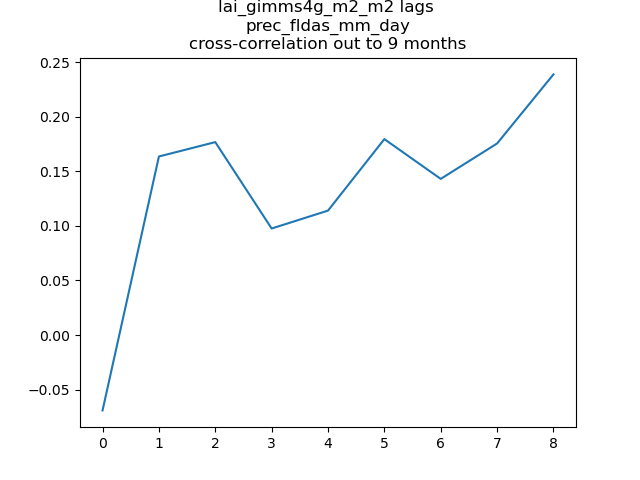 lai_gimms4g_m2_m2 lags
prec_fldas_mm_day
cross-correlation out to 9 months
0.25
0.20
0.15
0.10
0.05
0.00
−0.05
0 1 2 3 4 5 6 7 8